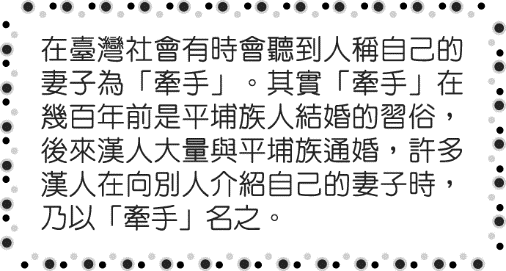 在臺灣社會有時會聽到人稱自己的
妻子為「牽手」。其實「牽手」在
幾百年前是平埔族人結婚的習俗，
後來漢人大量與平埔族通婚，許多
漢人在向別人介紹自己的妻子時，
乃以「牽手」名之。